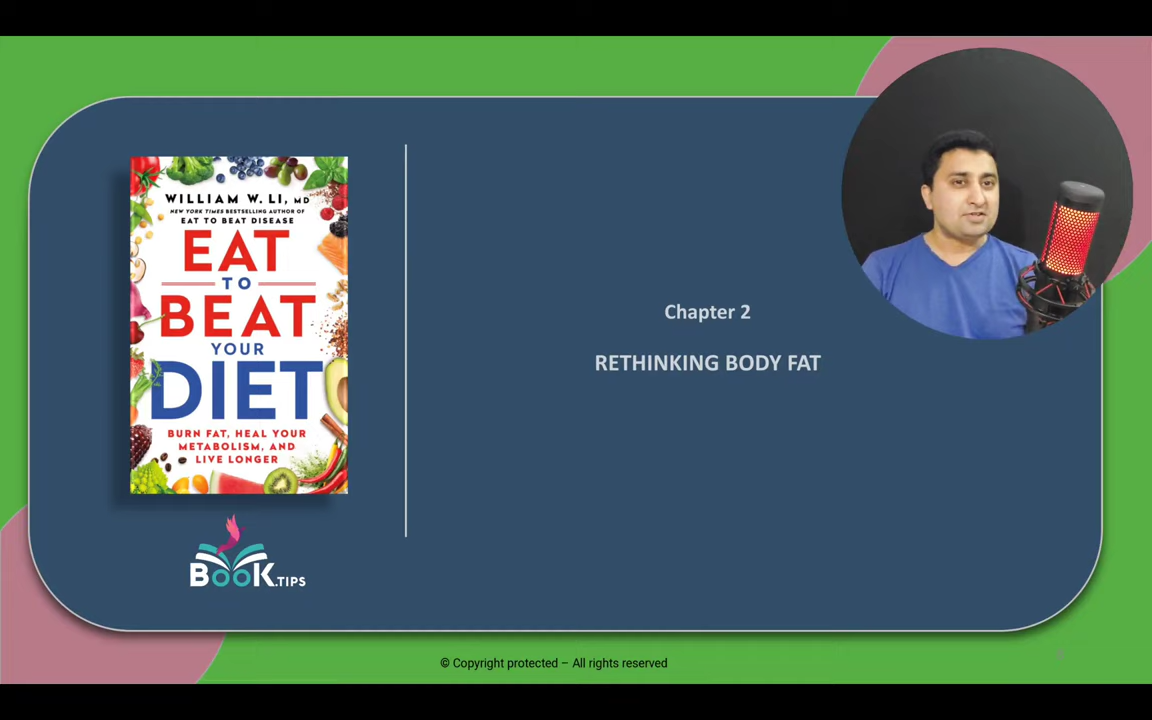 WILLIAM W. LI, MD
NEW YORK TIMES BESTSELLING AUTHOR OF
EAT TO BEAT DISEASE
EAT
TO
BEAT
YOUR
DIET
BURN FAT, HEAL YOUR
METABOLISM, AND
LIVE LONGER
BOOK.TIPS
Chapter 2
RETHINKING BODY FAT
© Copyright protected – All rights reserved